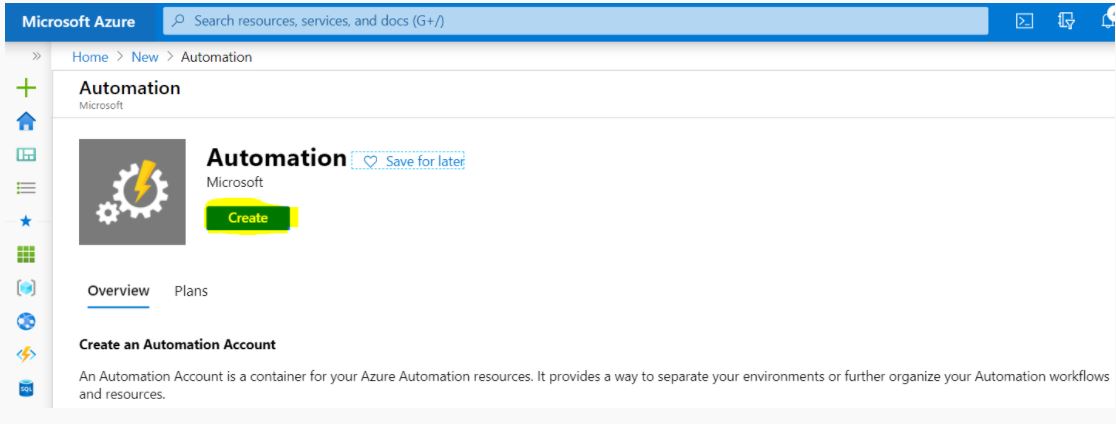 Microsoft Azure
Search resources, services, and docs (G+/)
Home > New > Automation
Automation
Microsoft
Automation
Save for later
Microsoft
Create
Overview
Plans
Create an Automation Account
An Automation Account is a container for your Azure Automation resources. It provides a way to separate your environments or further organize your Automation workflows
and resources.
SQL